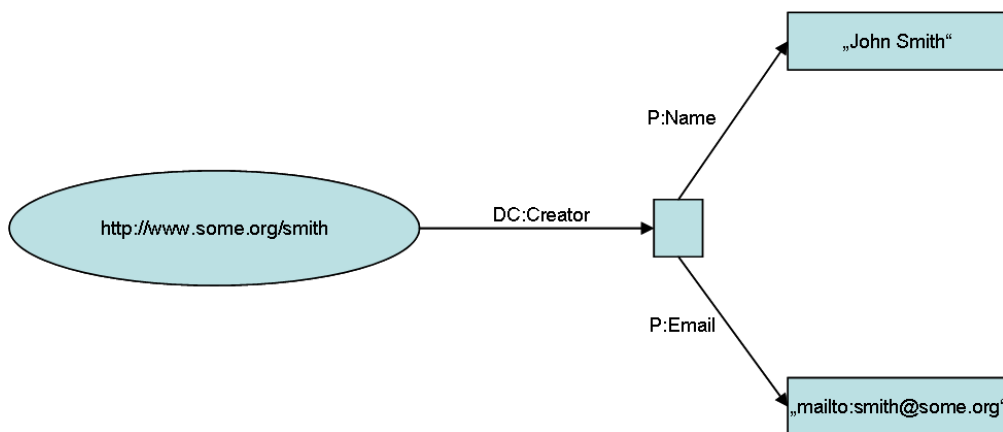 „John Smith“
P:Name
http://www.some.org/smith
DC:Creator
P:Email
„mailto:smith@some.org“